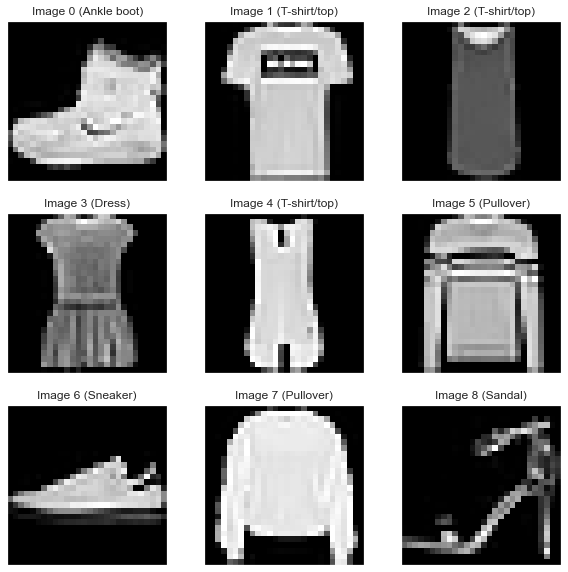 Image 0 (Ankle boot)
Image 1 (T-shirt/top)
Image 2 (T-shirt/top)
Image 3 (Dress)
Image 4 (T-shirt/top)
Image 5 (Pullover)
Image 6 (Sneaker)
Image 7 (Pullover)
Image 8 (Sandal)